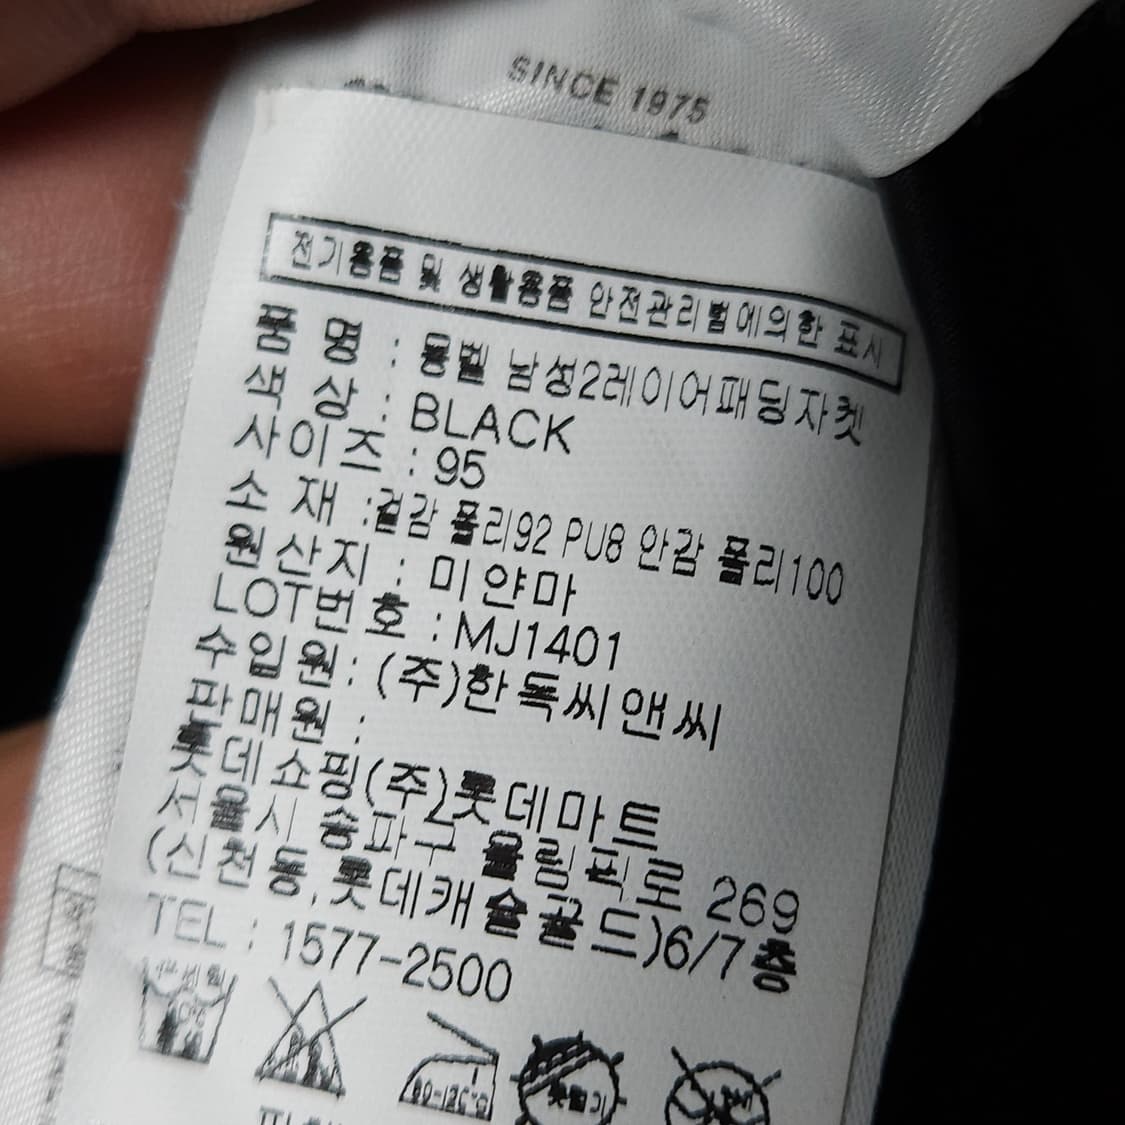 SINCE 1975
전기용품 및 생활용품 안전관리법에의한 표시
품 명 : 몽벨 남성2레이어패딩자켓
색 상 : BLACK
사이즈 : 95
소 재 :겉감 폴리92 PU8 안감 폴리100
원산지 : 미얀마
LOT번호 : MJ1401
수입원 : (주)한독씨앤씨
판매원 :
롯데쇼핑(주)롯데마트
서울시 송파구 올림픽로 269
(신천동,롯데캐슬골드)6/7층
TEL : 1577-2500